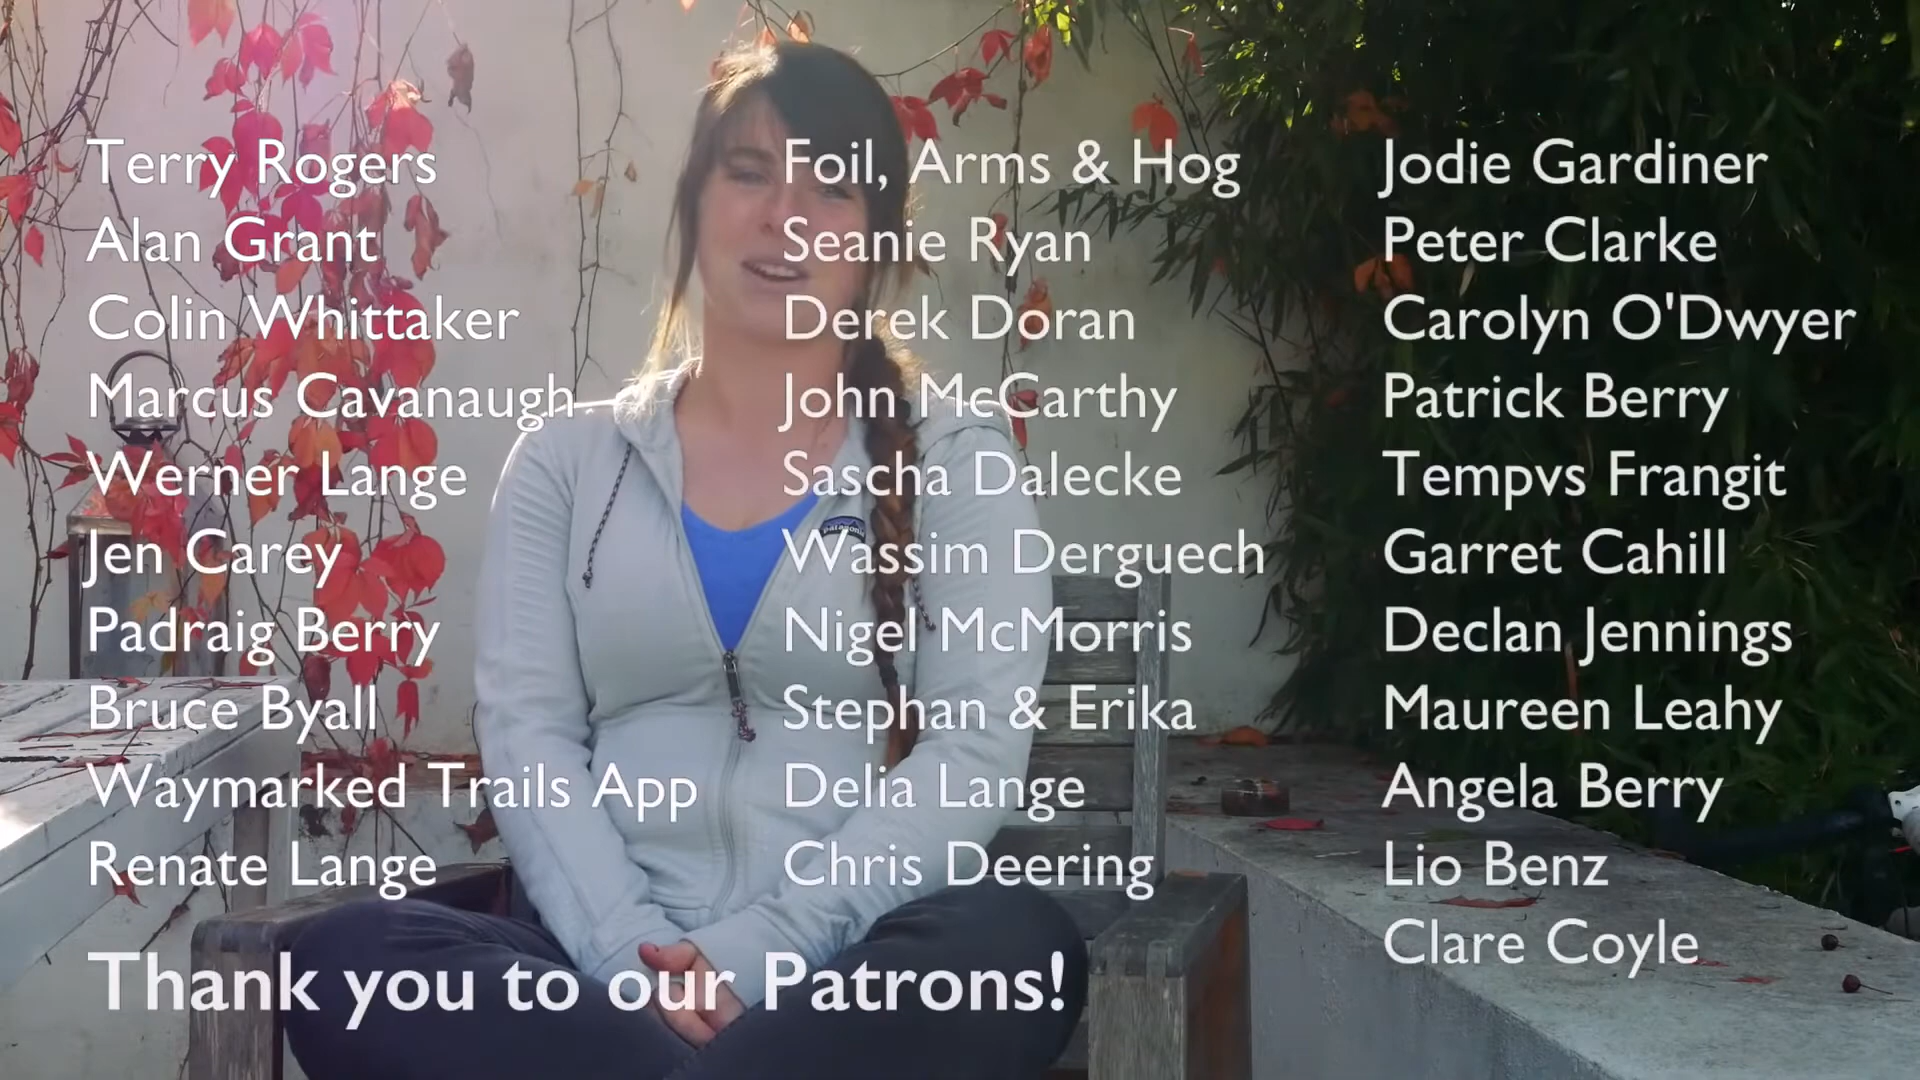 Terry Rogers
Alan Grant
Colin Whittaker
Marcus Cavanaugh
Werner Lange
Jen Carey
Padraig Berry
Bruce Byall
Waymarked Trails App
Renate Lange
Foil, Arms & Hog
Seanie Ryan
Derek Doran
John McCarthy
Sascha Dalecke
patagonia
Wassim Derguech
Nigel McMorris
Stephan & Erika
Delia Lange
Chris Deering
Jodie Gardiner
Peter Clarke
Carolyn O'Dwyer
Patrick Berry
Tempvs Frangit
Garret Cahill
Declan Jennings
Maureen Leahy
Angela Berry
Lio Benz
Clare Coyle
Thank you to our Patrons!